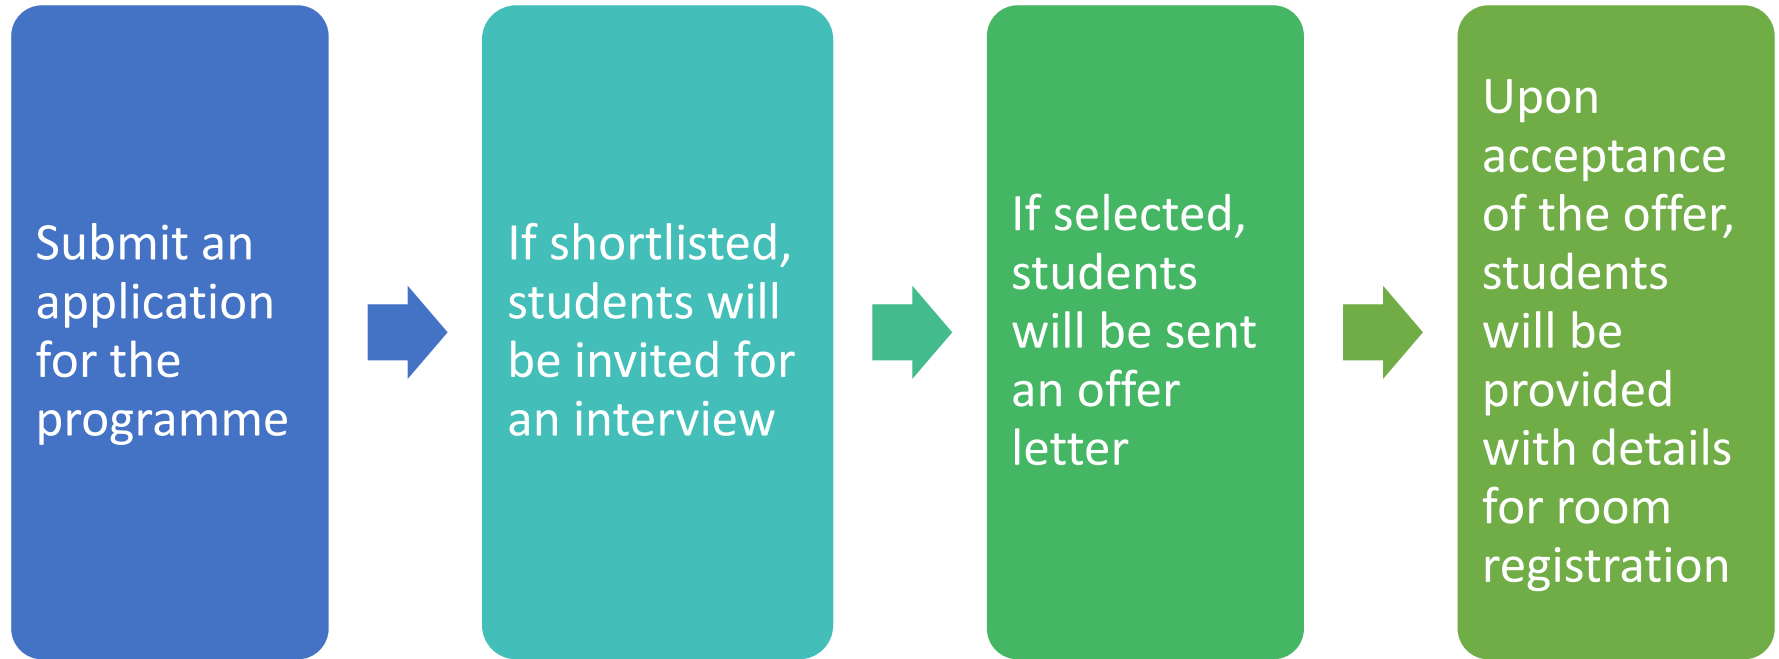 Submit an
application
for the
programme
If shortlisted,
students will
be invited for
an interview
If selected,
students
will be sent
an offer
letter
Upon
acceptance
of the offer,
students
will be
provided
with details
for room
registration